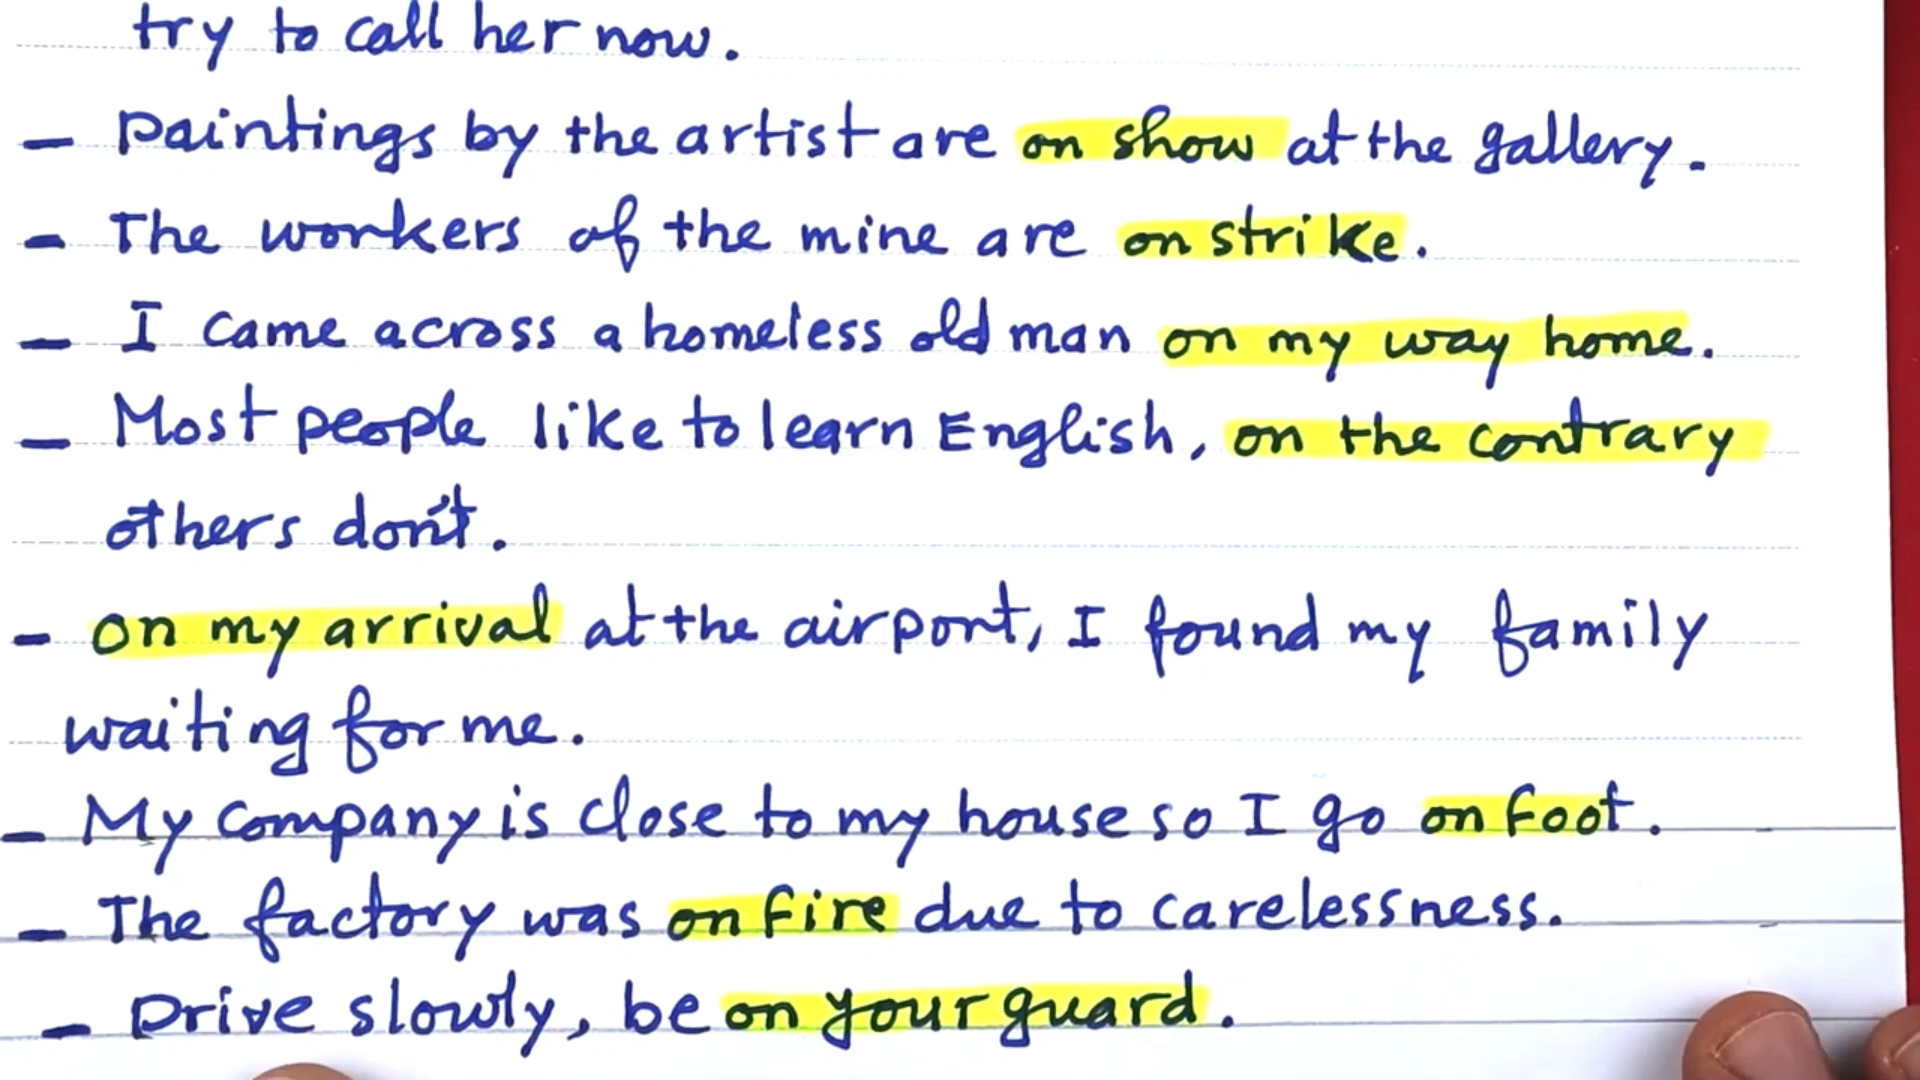 try to call her now.
- Paintings by the artist are on show at the gallery.
- The workers of the mine are on strike.
- I came across a homeless old man on my way home.
- Most people like to learn English, on the contrary
others don't.
- on my arrival at the airport, I found my family
waiting for me.
- My company is close to my house so I go on foot.
- The factory was on fire due to carelessness.
- Drive slowly, be on your guard.